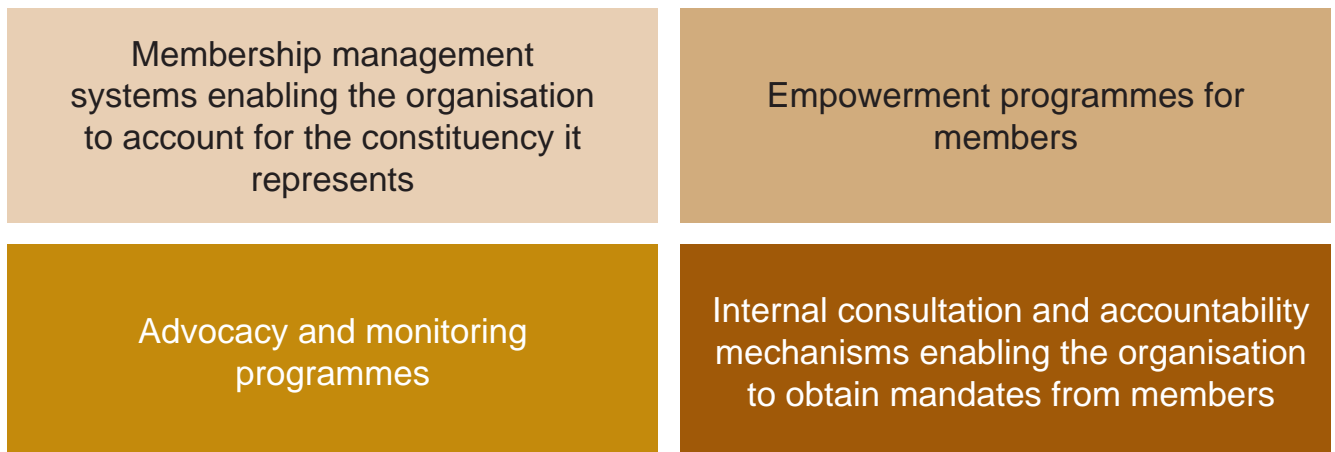 Membership management
systems enabling the organisation
to account for the constituency it
represents
Empowerment programmes for
members
Advocacy and monitoring
programmes
Internal consultation and accountability
mechanisms enabling the organisation
to obtain mandates from members